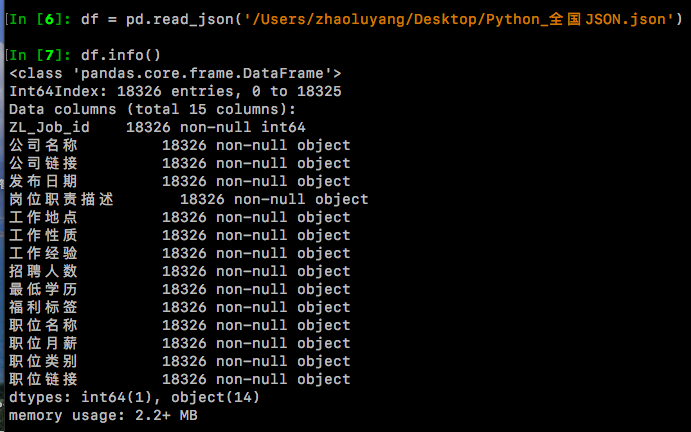 In [6]: df = pd.read_json('/Users/zhaoluyang/Desktop/Python_全国JSON.json')
In [7]: df.info()
<class 'pandas.core.frame.DataFrame'>
Int64Index: 18326 entries, 0 to 18325
Data columns (total 15 columns):
ZL_Job_id 18326 non-null int64
公司名称 18326 non-null object
公司链接 18326 non-null object
发布日期 18326 non-null object
岗位职责描述 18326 non-null object
工作地点 18326 non-null object
工作性质 18326 non-null object
工作经验 18326 non-null object
招聘人数 18326 non-null object
最低学历 18326 non-null object
福利标签 18326 non-null object
职位名称 18326 non-null object
职位月薪 18326 non-null object
职位类别 18326 non-null object
职位链接 18326 non-null object
dtypes: int64(1), object(14)
memory usage: 2.2+ MB